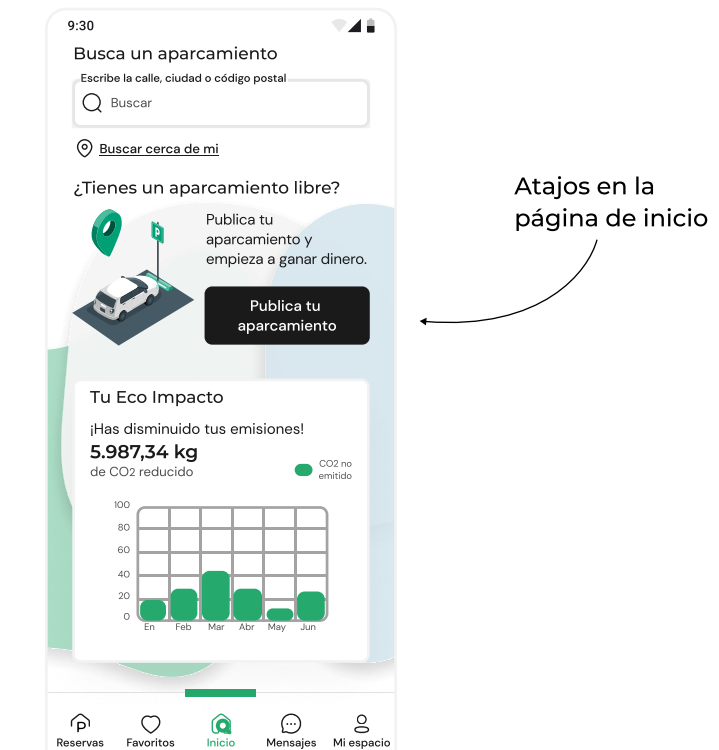 9:30
Busca un aparcamiento
Escribe la calle, ciudad o código postal
Buscar
Buscar cerca de mi
¿Tienes un aparcamiento libre?
Publica tu
aparcamiento y
empieza a ganar dinero.
P
Publica tu
aparcamiento
Atajos en la
página de inicio
Tu Eco Impacto
¡Has disminuido tus emisiones!
5.987,34 kg
de CO2 reducido
CO2 no
emitido
100
80
60
40
20
0
En Feb Mar Abr May Jun
P
Reservas Favoritos Inicio Mensajes Mi espacio